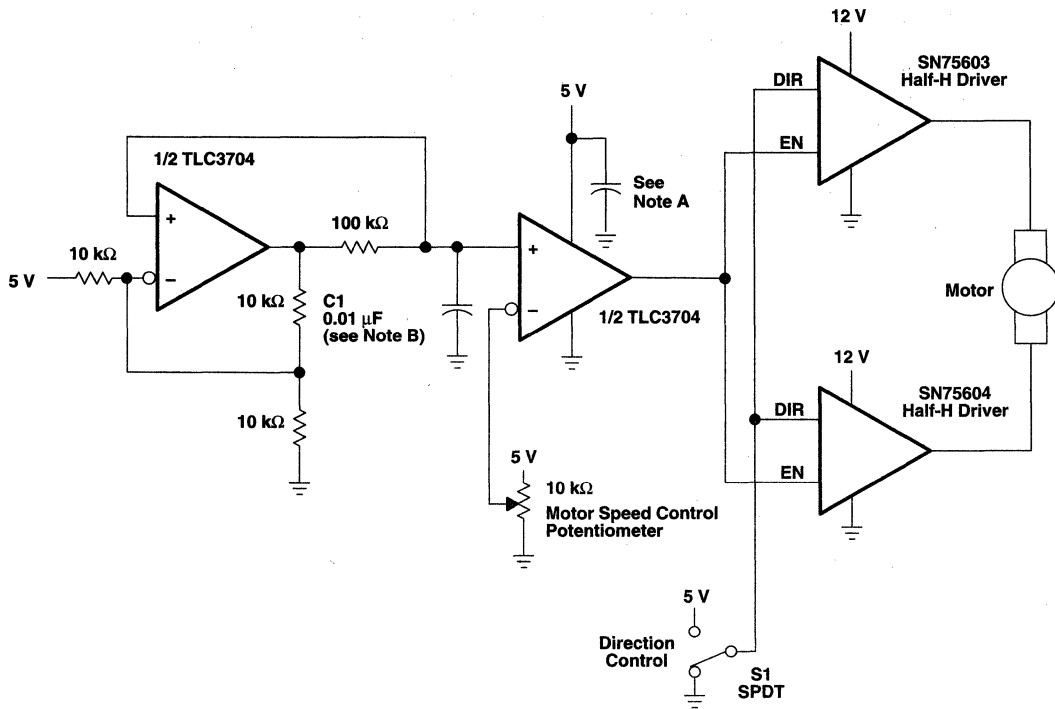 12 V
SN75603
Half-H Driver
DIR
EN
5 V
See
Note A
1/2 TLC3704
+
−
10 kΩ
5 V
100 kΩ
10 kΩ
C1
0.01 μF
(see Note B)
10 kΩ
+
−
1/2 TLC3704
Motor
12 V
SN75604
Half-H Driver
DIR
EN
5 V
10 kΩ
Motor Speed Control
Potentiometer
5 V
Direction
Control
S1
SPDT